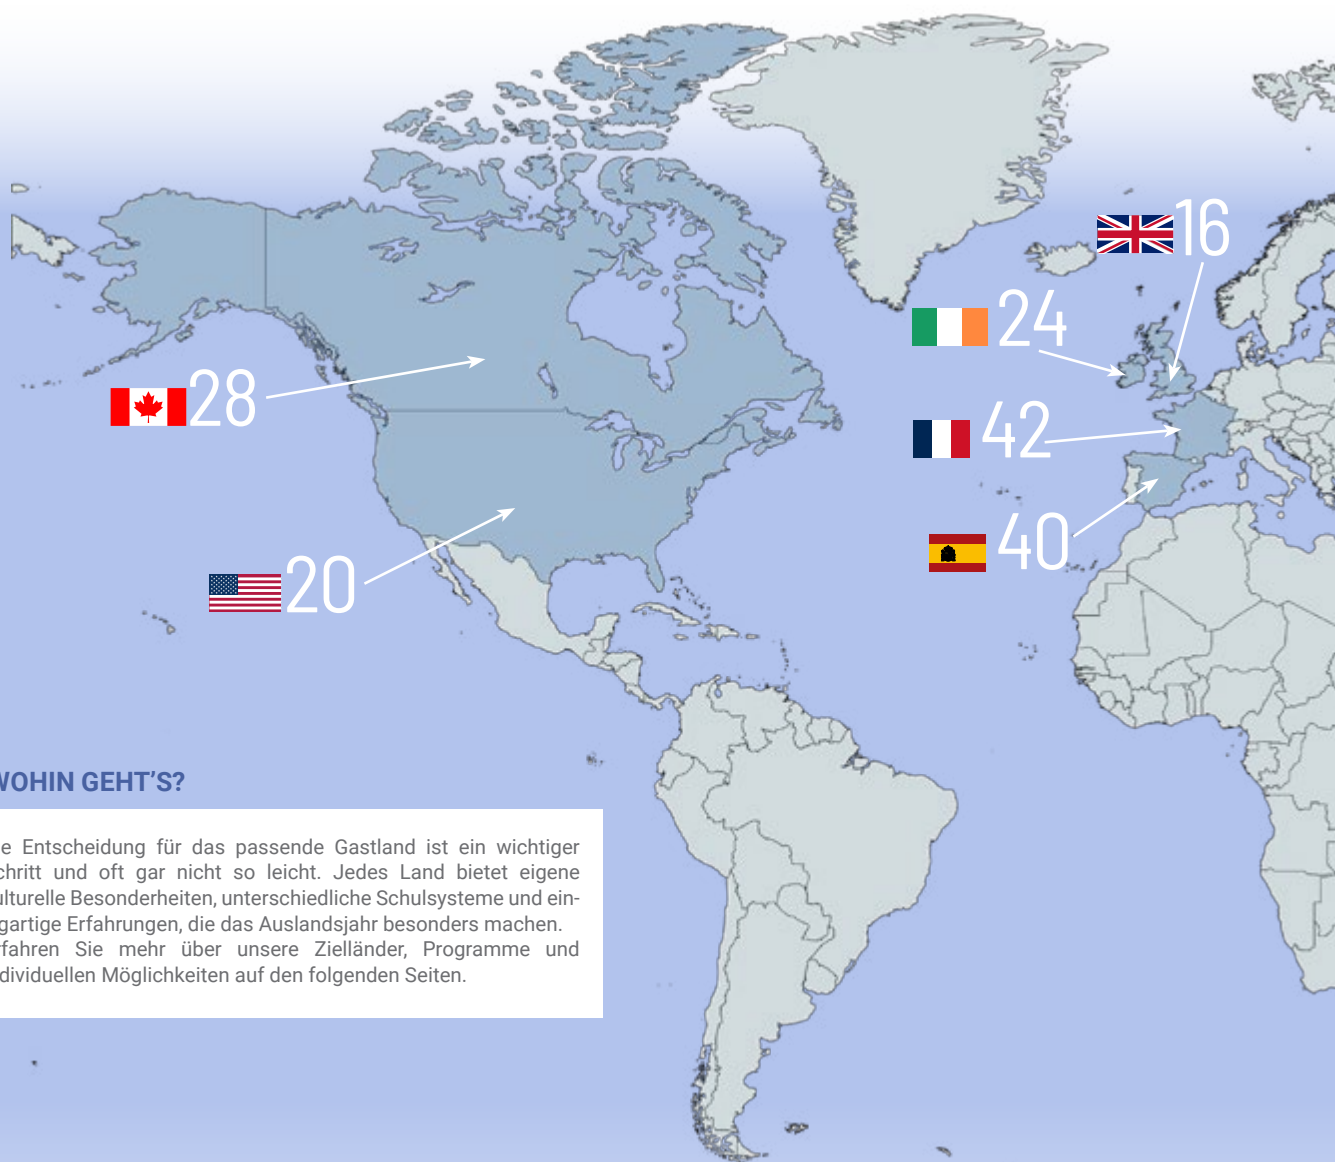 16
24
28
42
40
20
WOHIN GEHT'S?
e Entscheidung für das passende Gastland ist ein wichtiger
chritt und oft gar nicht so leicht. Jedes Land bietet eigene
ulturelle Besonderheiten, unterschiedliche Schulsysteme und ein-
gartige Erfahrungen, die das Auslandsjahr besonders machen.
fahren Sie mehr über unsere Zielländer, Programme und
dividuellen Möglichkeiten auf den folgenden Seiten.